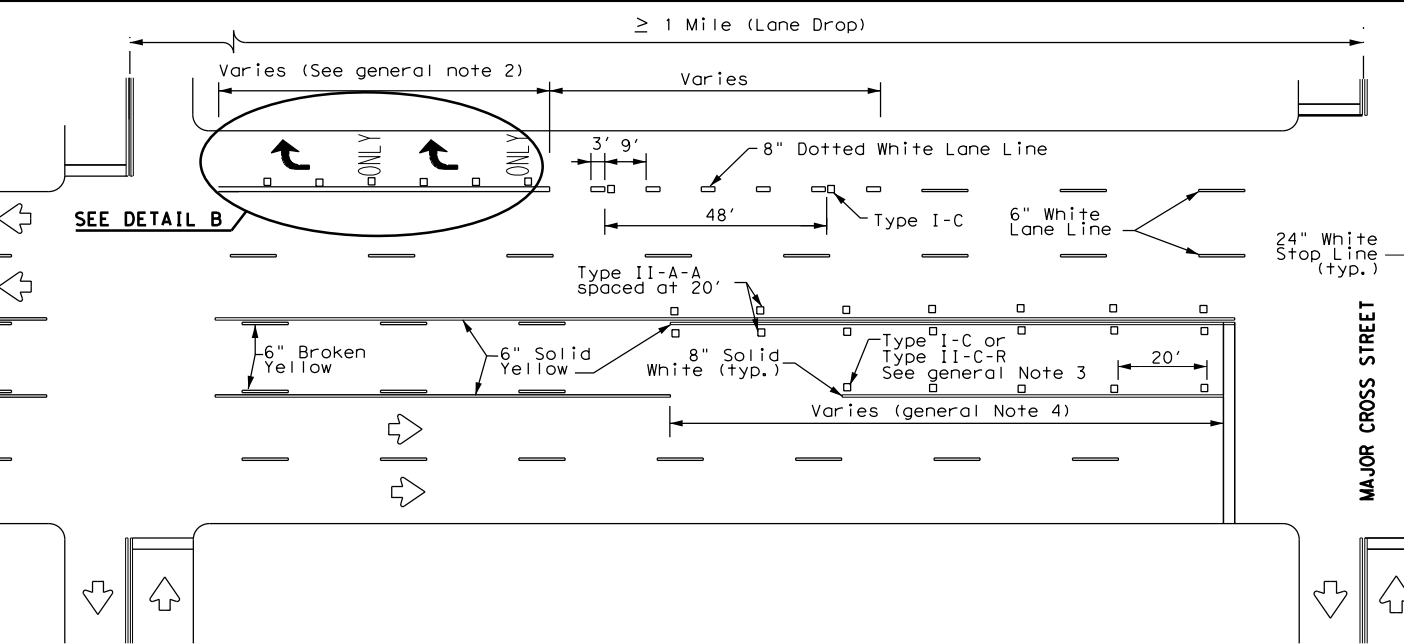 ≥ 1 Mile (Lane Drop)
Varies (See general note 2)
Varies
ONLY
ONLY
3'
9'
8" Dotted White Lane Line
SEE DETAIL B
48'
Type I-C
6" White
Lane Line
24" White
Stop Line
(typ.)
Type II-A-A
spaced at 20'
6" Broken
Yellow
6" Solid
Yellow
8" Solid
White (typ.)
Type I-C or
Type II-C-R
See general Note 3
20'
Varies (general Note 4)
MAJOR CROSS STREET